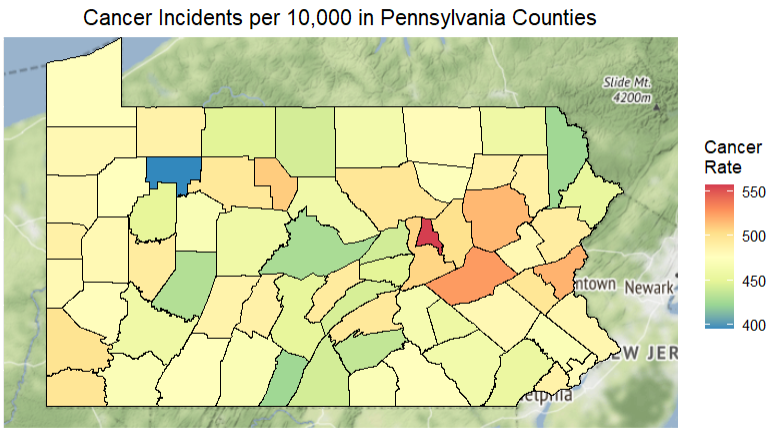 Cancer Incidents per 10,000 in Pennsylvania Counties
Slide Mt.
4200m
Cancer
Rate
550
500
450
400
ntown Newark
EW JER
elphia